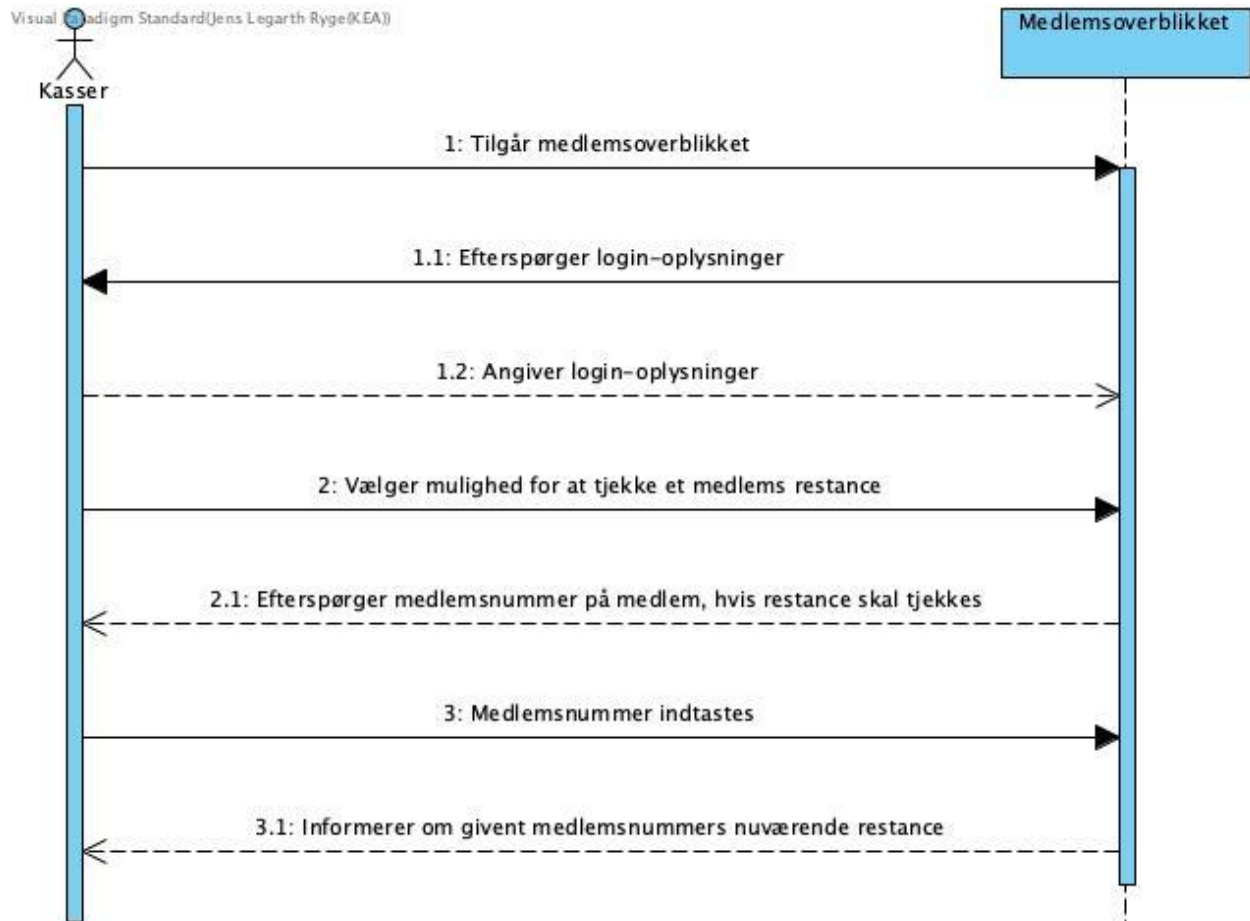 Visual Paradigm Standard(Jens Legarth Ryge(KEA))
Medlemsoverblikket
Kasser
1: Tilgår medlemsoverblikket
1.1: Efterspørger login-oplysninger
1.2: Angiver login-oplysninger
2: Vælger mulighed for at tjekke et medlems restance
2.1: Efterspørger medlemsnummer på medlem, hvis restance skal tjekkes
3: Medlemsnummer indtastes
3.1: Informerer om givent medlemsnummers nuværende restance